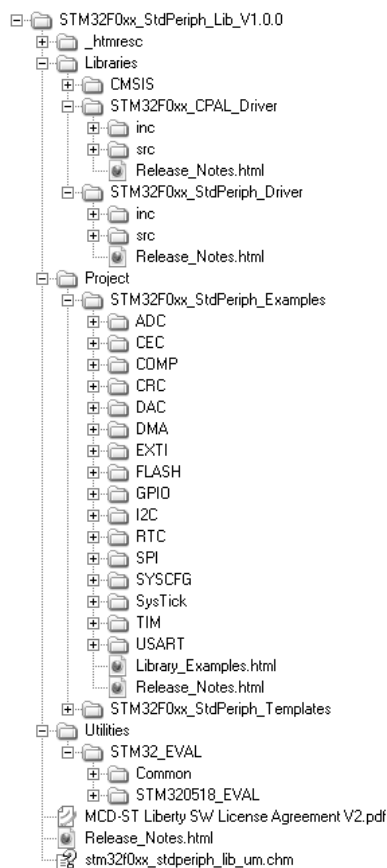 STM32F0xx_StdPeriph_Lib_V1.0.0
_htmresc
Libraries
CMSIS
STM32F0xx_CPAL_Driver
inc
src
Release_Notes.html
STM32F0xx_StdPeriph_Driver
inc
src
Release_Notes.html
Project
STM32F0xx_StdPeriph_Examples
ADC
CEC
COMP
CRC
DAC
DMA
EXTI
FLASH
GPIO
I2C
RTC
SPI
SYSCFG
SysTick
TIM
USART
Library_Examples.html
Release_Notes.html
STM32F0xx_StdPeriph_Templates
Utilities
STM32_EVAL
Common
STM320518_EVAL
MCD-ST Liberty SW License Agreement V2.pdf
Release_Notes.html
stm32f0xx_stdperiph_lib_um.chm